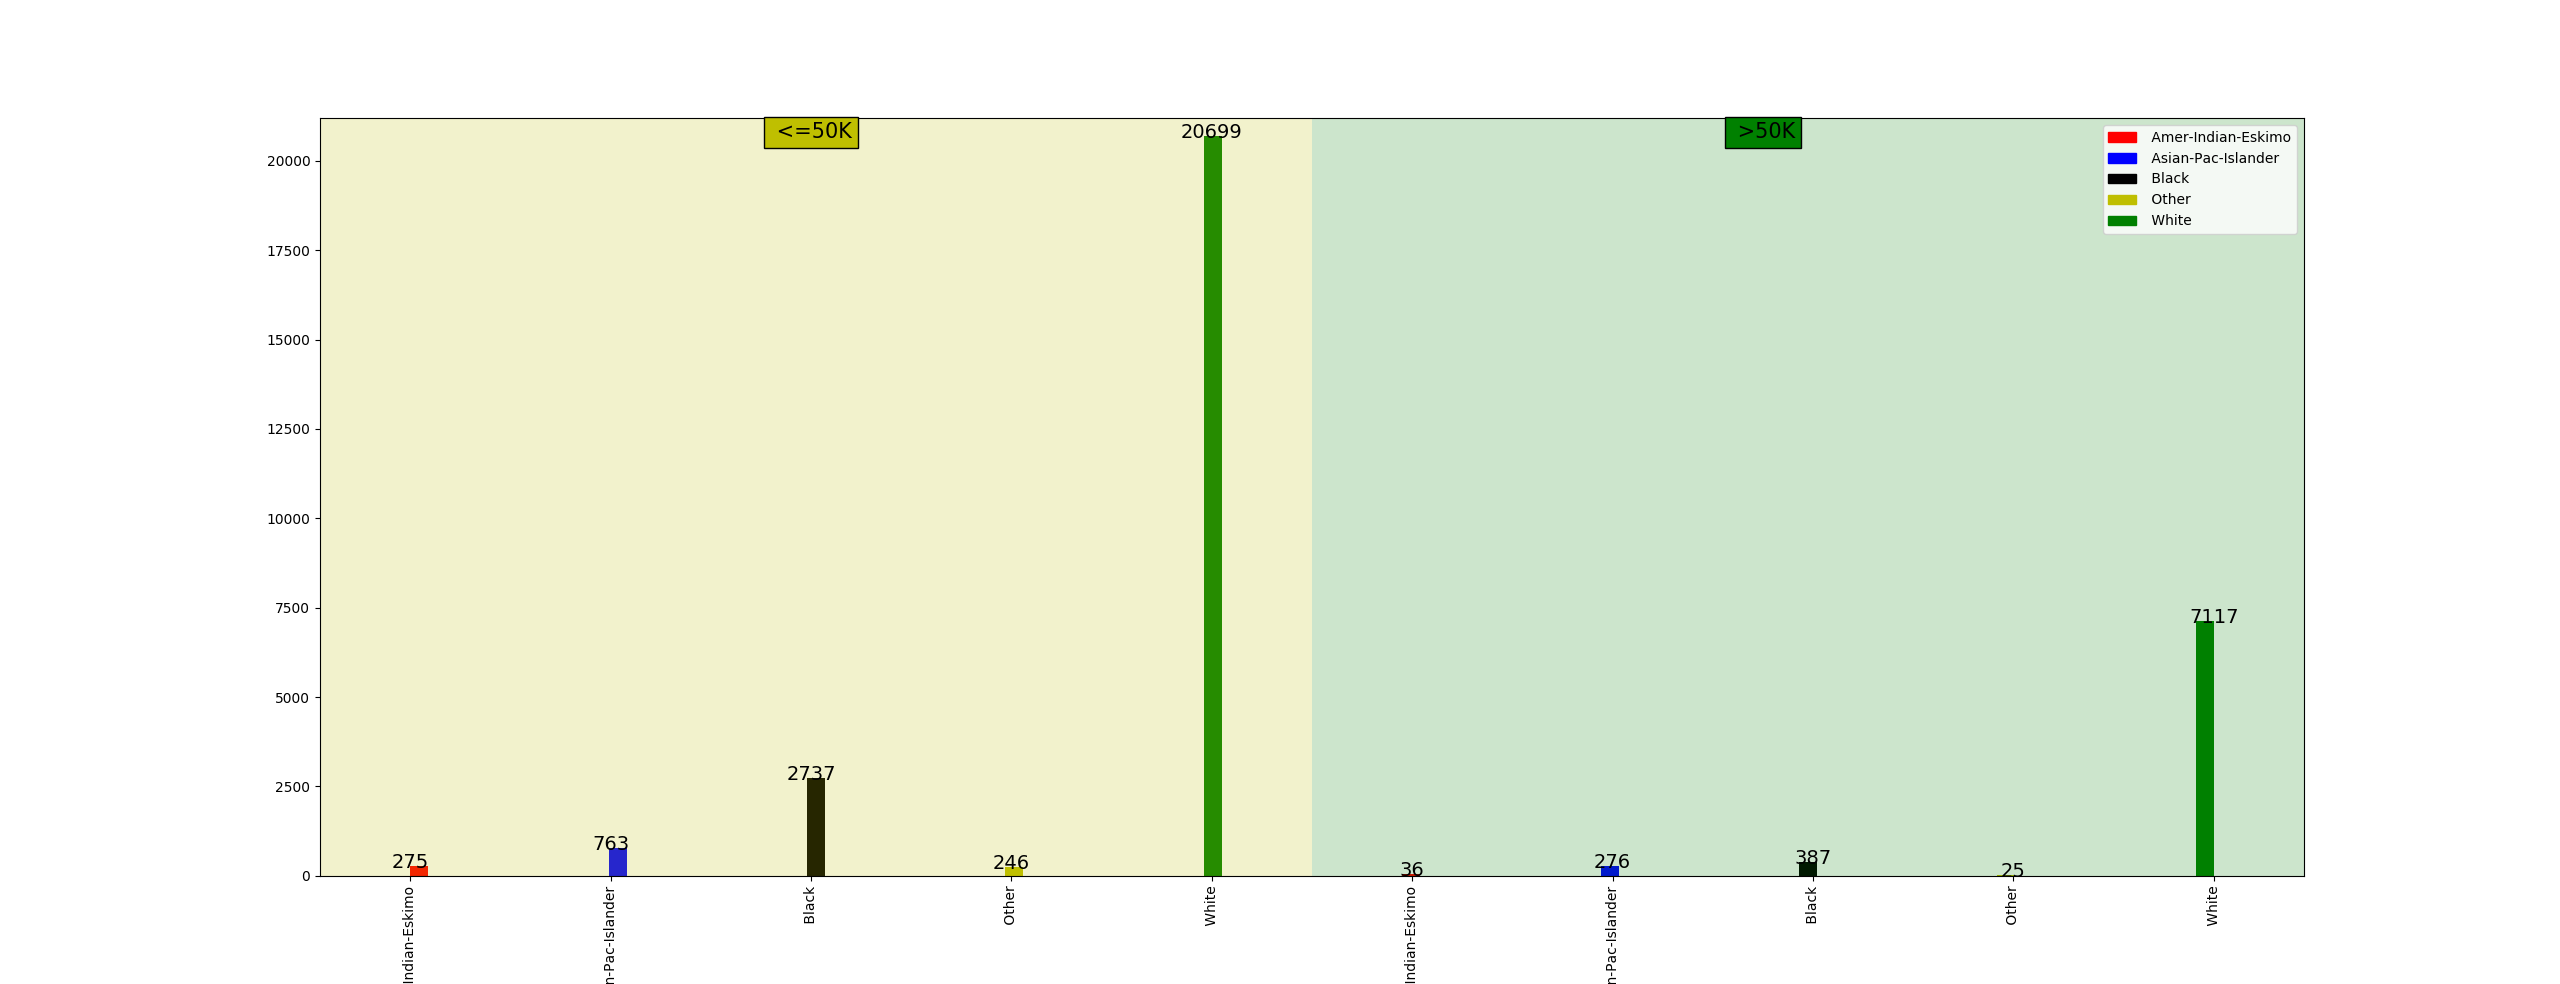 <=50K
20699
>50K
Amer-Indian-Eskimo
Asian-Pac-Islander
Black
Other
White
20000
17500
15000
12500
10000
7500
5000
2500
0
7117
2737
763
275
246
36
276
387
25
Indian-Eskimo
n-Pac-Islander
Black
Other
White
Indian-Eskimo
n-Pac-Islander
Black
Other
White